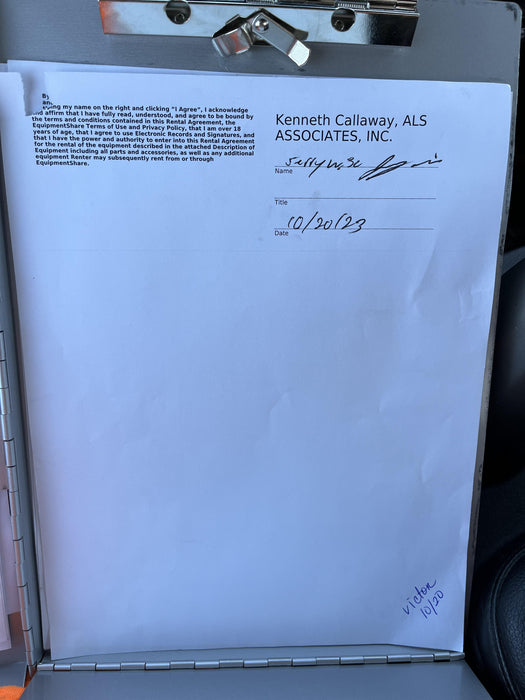 By
an
ping my name on the right and clicking "I Agree", I acknowledge
nd affirm that I have fully read, understood, and agree to be bound by
the terms and conditions contained in this Rental Agreement, the
EquipmentShare Terms of Use and Privacy Policy, that I am over 18
years of age, that I agree to use Electronic Records and Signatures, and
that I have the power and authority to enter into this Rental Agreement
for the rental of the equipment described in the attached Description of
Equipment including all parts and accessories, as well as any additional
equipment Renter may subsequently rent from or through
EquipmentShare.
Kenneth Callaway, ALS
ASSOCIATES, INC.
Jerry
Name
Title
10/20/23
Date
victor
10/20